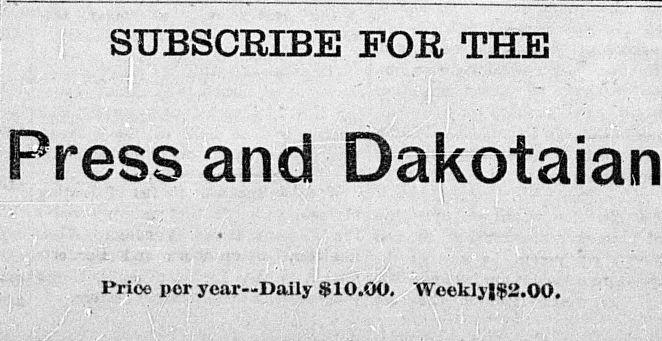 SUBSCRIBE FOR THE
Press and Dakotaian
Price per year--Daily $10.00. Weekly|$2.00.